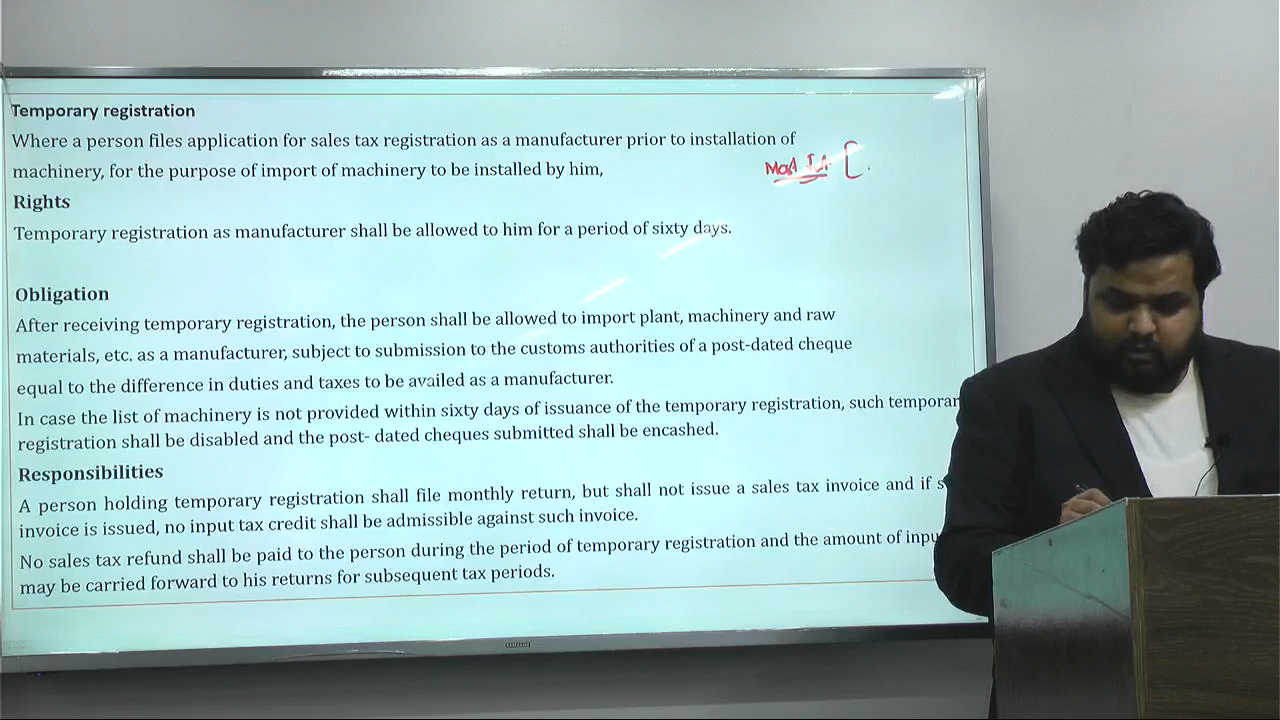 Temporary registration
Where a person files application for sales tax registration as a manufacturer prior to installation of
machinery, for the purpose of import of machinery to be installed by him,
Rights
Temporary registration as manufacturer shall be allowed to him for a period of sixty days.
Obligation
After receiving temporary registration, the person shall be allowed to import plant, machinery and raw
materials, etc. as a manufacturer, subject to submission to the customs authorities of a post-dated cheque
equal to the difference in duties and taxes to be availed as a manufacturer.
In case the list of machinery is not provided within sixty days of issuance of the temporary registration, such temporar
registration shall be disabled and the post- dated cheques submitted shall be encashed.
Responsibilities
A person holding temporary registration shall file monthly return, but shall not issue a sales tax invoice and if s
invoice is issued, no input tax credit shall be admissible against such invoice.
No sales tax refund shall be paid to the person during the period of temporary registration and the amount of inpu
may be carried forward to his returns for subsequent tax periods.
SAMSUNG